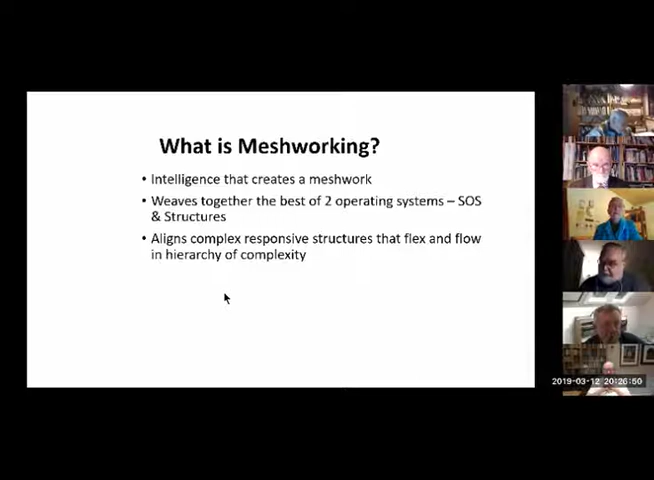 What is Meshworking?
• Intelligence that creates a meshwork
• Weaves together the best of 2 operating systems – SOS
& Structures
• Aligns complex responsive structures that flex and flow
in hierarchy of complexity
2019-03-12 20:26:50